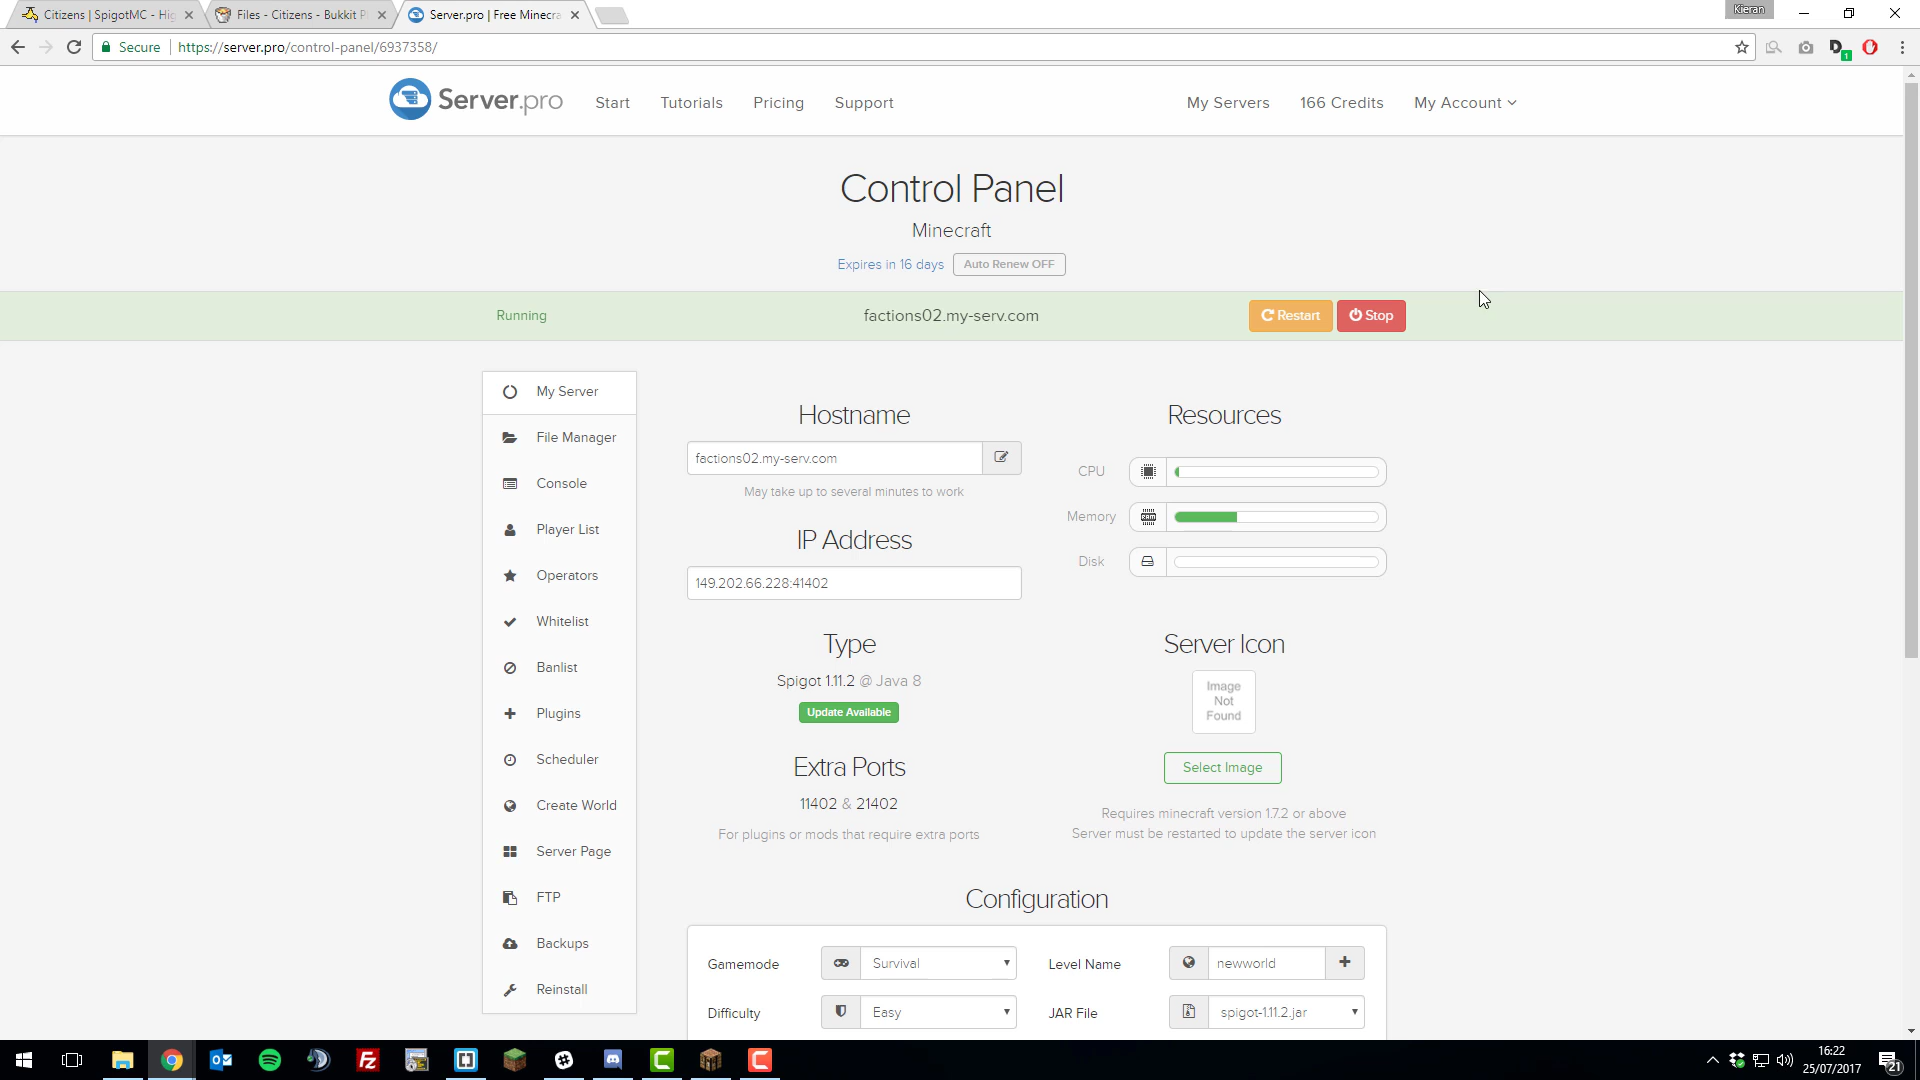 Citizens | SpigotMC - Hig
Files - Citizens - Bukkit P
Server.pro | Free Minecra
Kieran
Secure
https://server.pro/control-panel/6937358/
1
Server.pro
Start
Tutorials
Pricing
Support
My Servers
166 Credits
My Account
Control Panel
Minecraft
Expires in 16 days
Auto Renew OFF
Running
factions02.my-serv.com
Restart
Stop
My Server
File Manager
Console
Player List
Operators
Whitelist
Banlist
Plugins
Scheduler
Create World
Server Page
FTP
Backups
Reinstall
Hostname
factions02.my-serv.com
May take up to several minutes to work
IP Address
149.202.66.228:41402
Type
Spigot 1.11.2 @ Java 8
Update Available
Extra Ports
11402 & 21402
For plugins or mods that require extra ports
Resources
CPU
Memory
Disk
Server Icon
Image
Not
Found
Select Image
Requires minecraft version 1.7.2 or above
Server must be restarted to update the server icon
Configuration
Gamemode
Survival
Level Name
newworld
Difficulty
Easy
JAR File
spigot-1.11.2.jar
16:22
25/07/2017
21